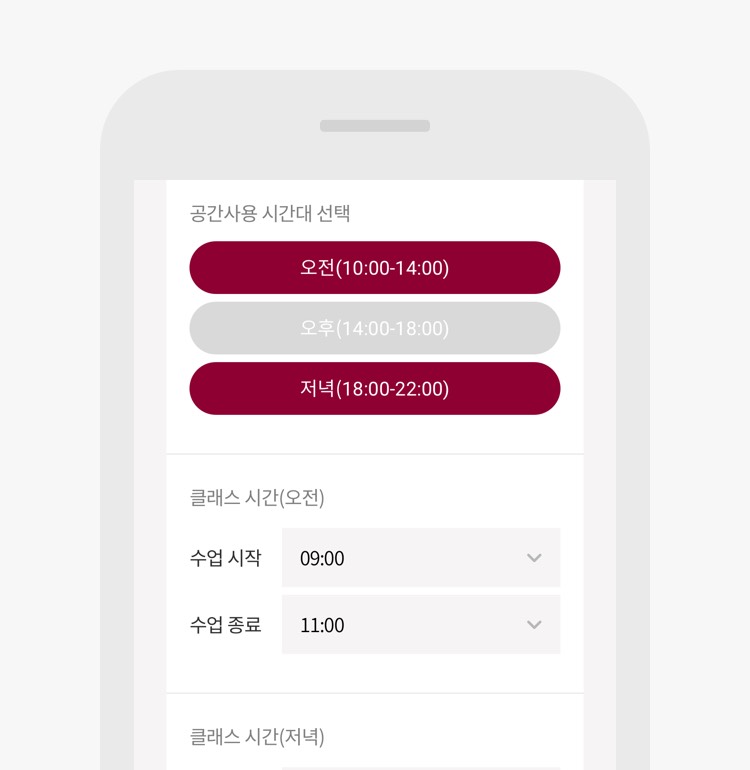 공간사용 시간대 선택
오전(10:00-14:00)
오후(14:00-18:00)
저녁(18:00-22:00)
클래스 시간(오전)
수업 시작 09:00
수업 종료 11:00
클래스 시간(저녁)